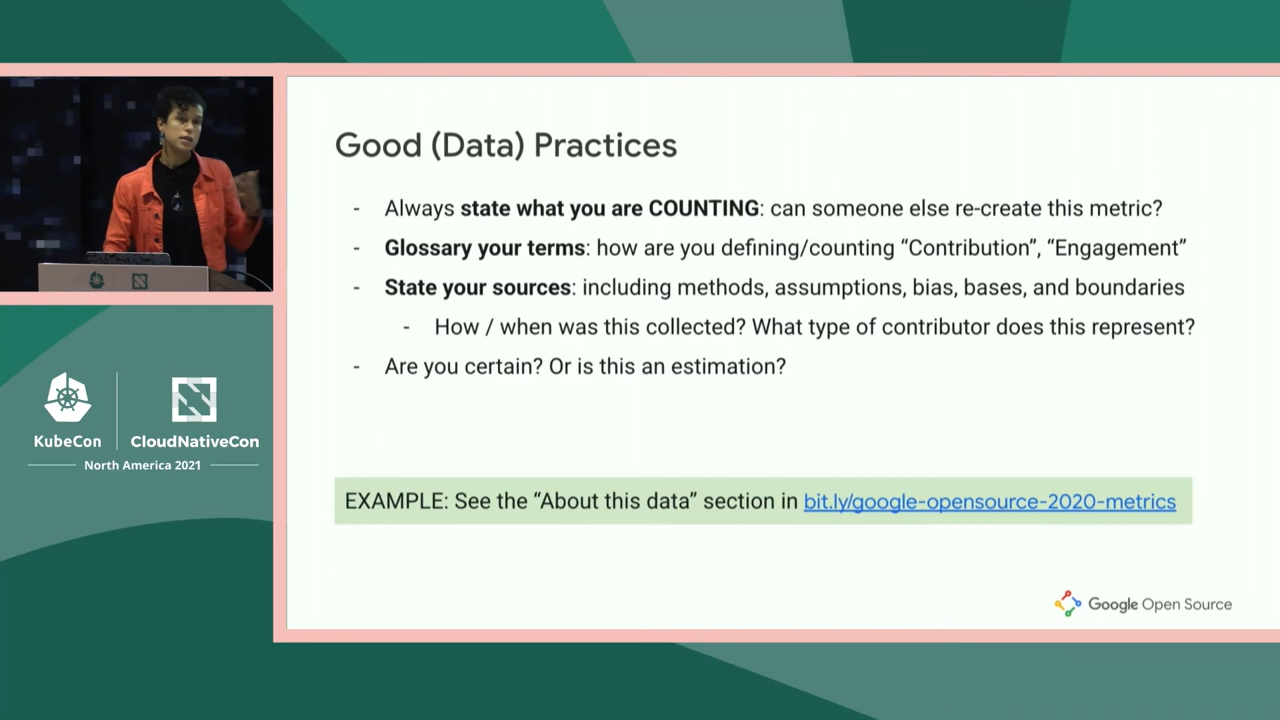 Good (Data) Practices
- Always state what you are COUNTING: can someone else re-create this metric?
- Glossary your terms: how are you defining/counting “Contribution”, “Engagement”
- State your sources: including methods, assumptions, bias, bases, and boundaries
- How / when was this collected? What type of contributor does this represent?
- Are you certain? Or is this an estimation?
EXAMPLE: See the “About this data” section in bit.ly/google-opensource-2020-metrics
Google Open Source
KubeCon
CloudNativeCon
North America 2021